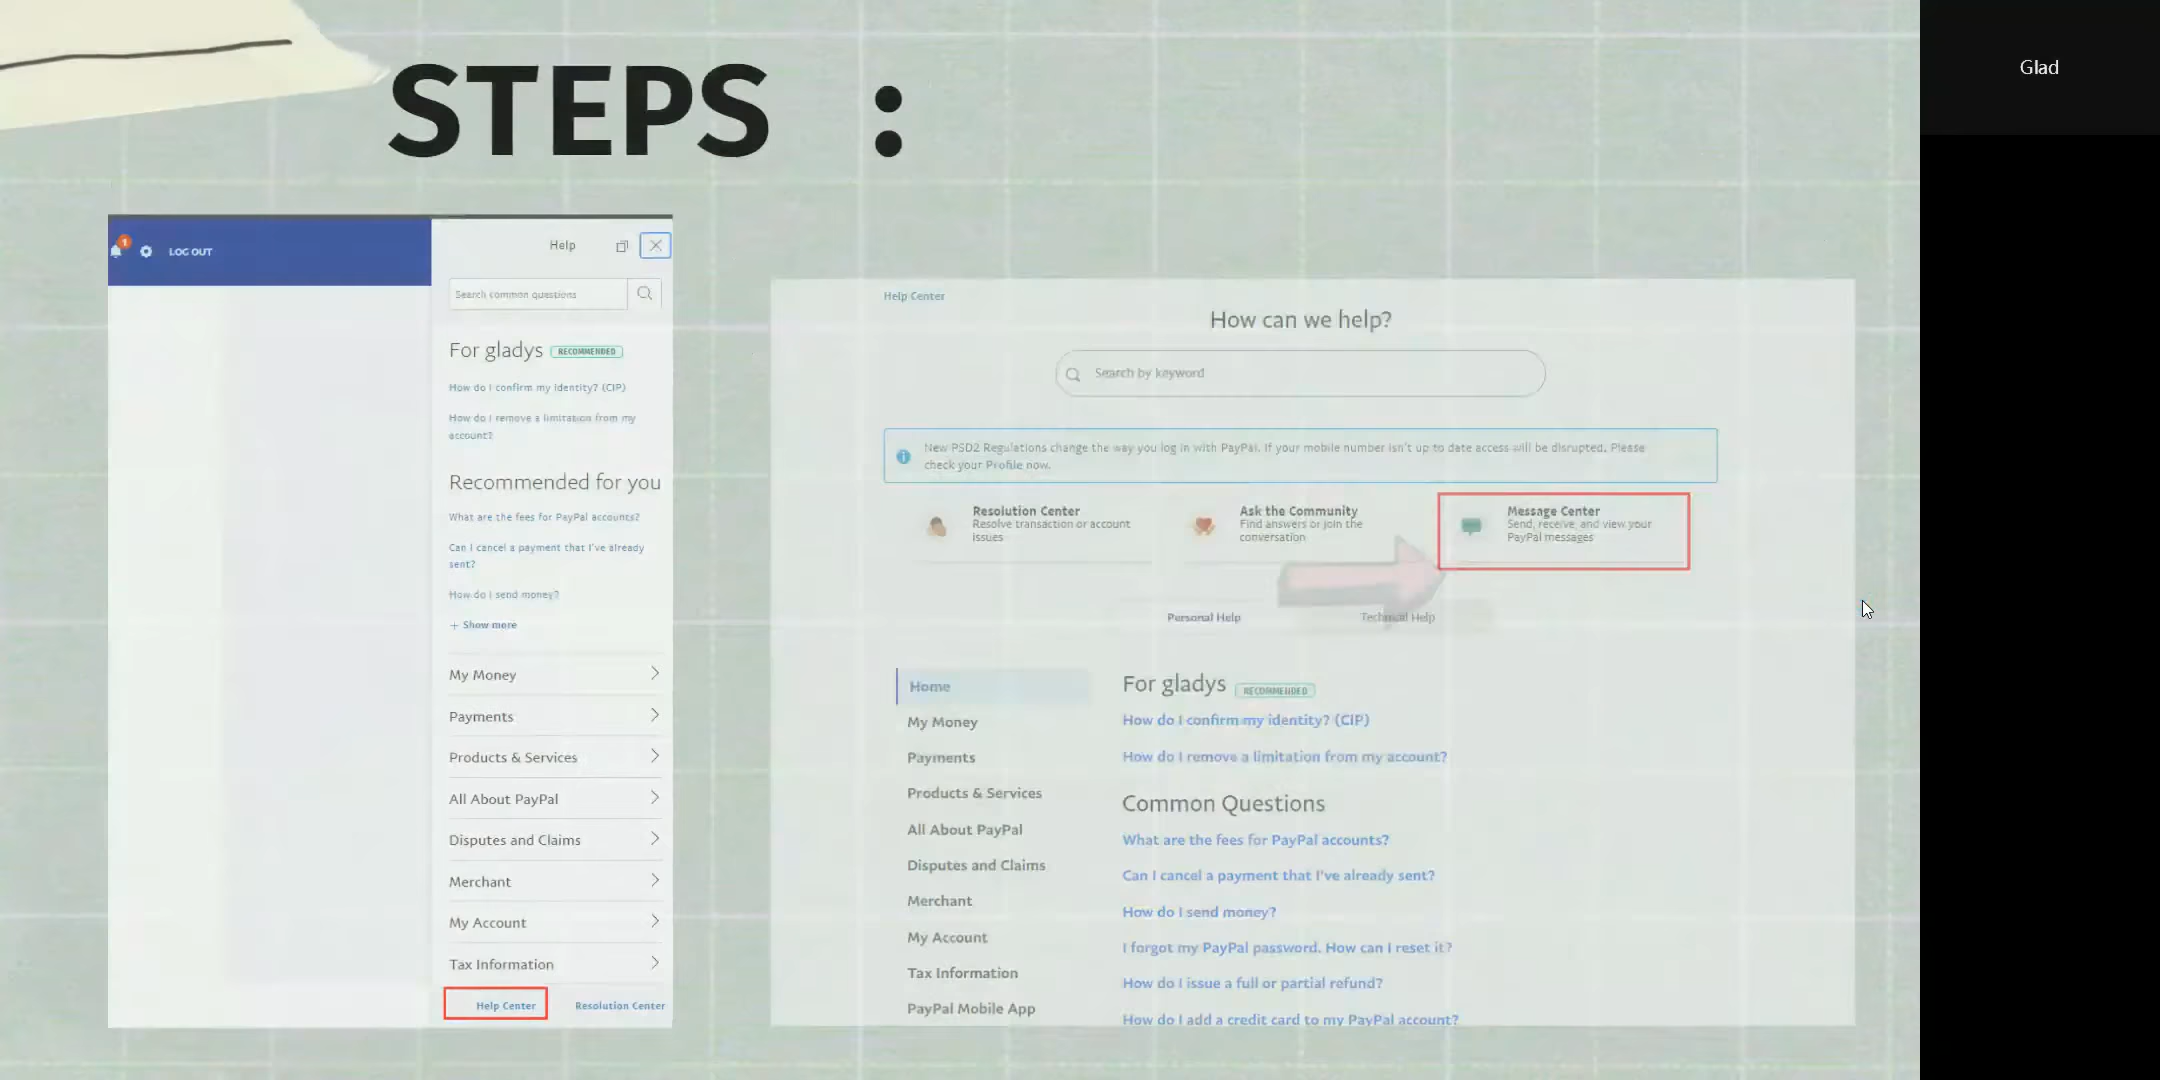 STEPS :
Glad
1
LOG OUT
Help
Search common questions
For gladys RECOMMENDED
How do I confirm my identity? (CIP)
How do I remove a limitation from my
account?
Recommended for you
What are the fees for PayPal accounts?
Can I cancel a payment that I've already
sent?
How do I send money?
+ Show more
My Money
Payments
Products & Services
All About PayPal
Disputes and Claims
Merchant
My Account
Tax Information
Help Center
Resolution Center
Help Center
How can we help?
Search by keyword
New PSD2 Regulations change the way you log in with PayPal. If your mobile number isn't up to date access will be disrupted. Please
check your Profile now.
Resolution Center
Resolve transaction or account
issues
Ask the Community
Find answers or join the
conversation
Message Center
Send, receive, and view your
PayPal messages
Personal Help
Technical Help
Home
My Money
Payments
Products & Services
All About PayPal
Disputes and Claims
Merchant
My Account
Tax Information
PayPal Mobile App
For gladys RECOMMENDED
How do I confirm my identity? (CIP)
How do I remove a limitation from my account?
Common Questions
What are the fees for PayPal accounts?
Can I cancel a payment that I've already sent?
How do I send money?
I forgot my PayPal password. How can I reset it?
How do I issue a full or partial refund?
How do I add a credit card to my PayPal account?